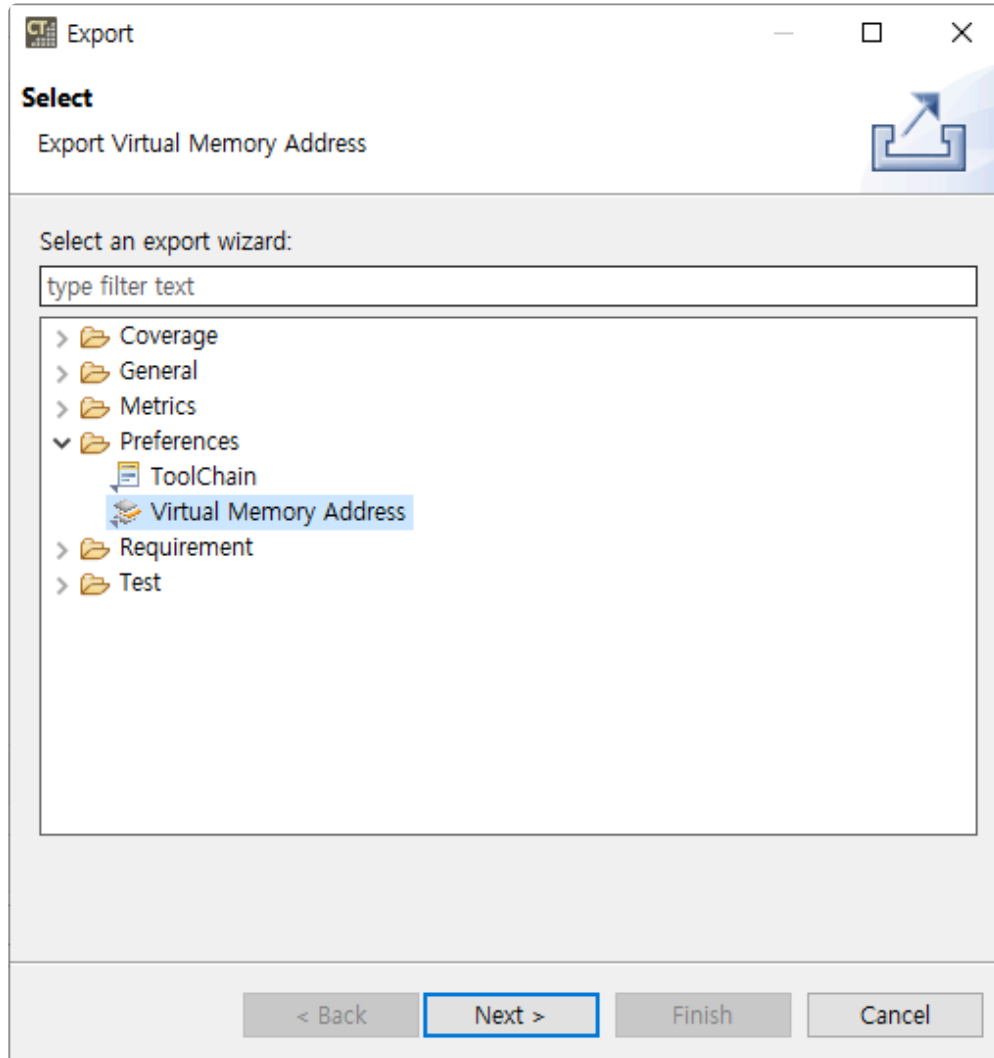 CT
Export
Select
Export Virtual Memory Address
Select an export wizard:
type filter text
Coverage
General
Metrics
Preferences
ToolChain
Virtual Memory Address
Requirement
Test
< Back
Next >
Finish
Cancel